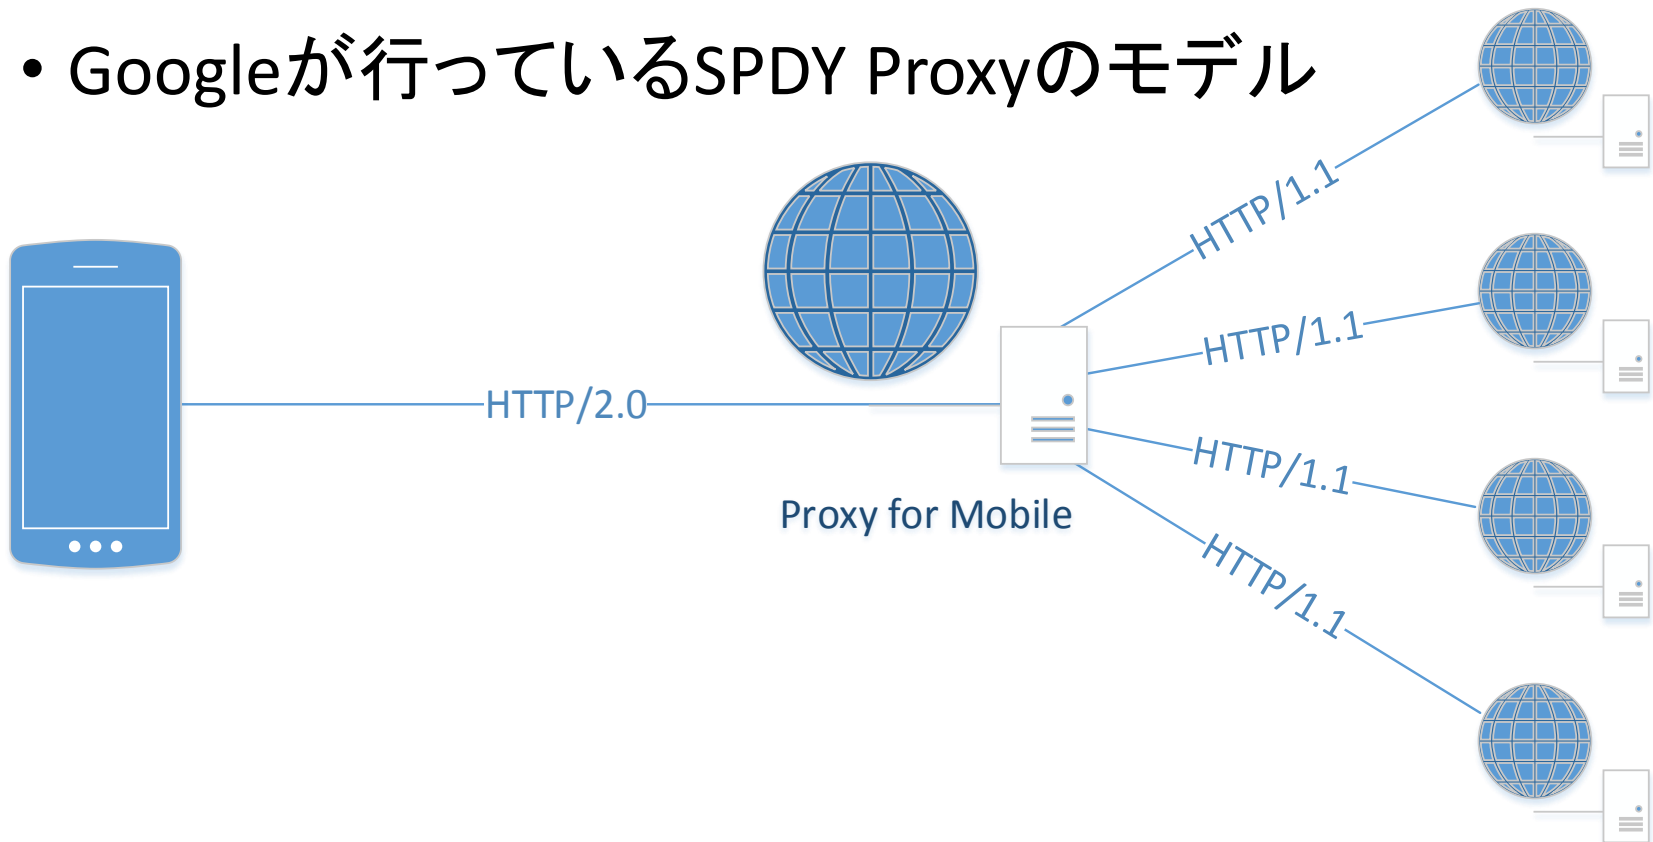 • Googleが行っているSPDY Proxyのモデル
HTTP/1.1
HTTP/1.1
HTTP/2.0
HTTP/1.1
Proxy for Mobile
HTTP/1.1